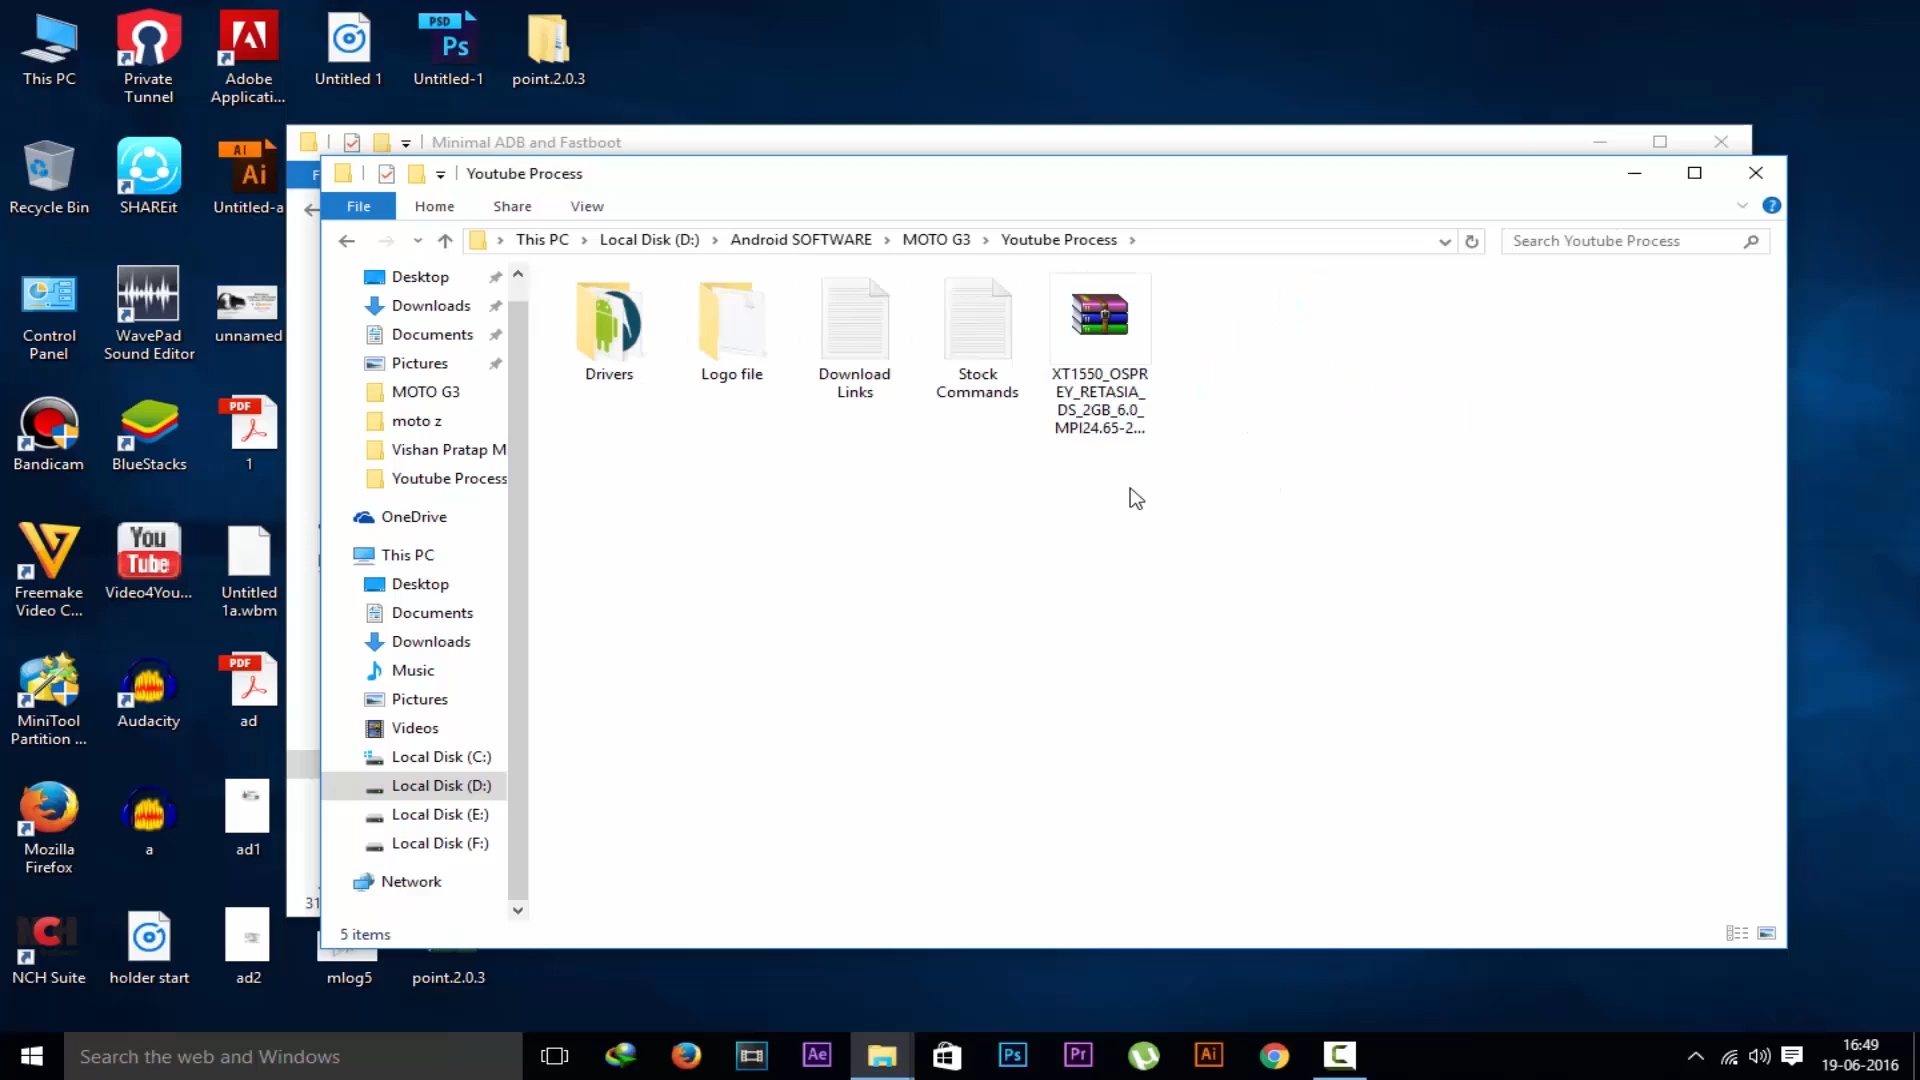 This PC
Private
Tunnel
Adobe
Applicati...
Untitled 1
PSD
Ps
Untitled-1
point.2.0.3
Recycle Bin
SHAREit
Ai
Ai
Untitled-a
Control
Panel
WavePad
Sound Editor
unnamed
Bandicam
BlueStacks
PDF
1
Freemake
Video C...
You
Tube
Video4You...
Untitled
1a.wbm
MiniTool
Partition ...
Audacity
PDF
ad
Mozilla
Firefox
a
ad1
NCH
NCH Suite
holder start
ad2
mlog5
point.2.0.3
Minimal ADB and Fastboot
F
31
Youtube Process
File
Home
Share
View
?
This PC
Local Disk (D:)
Android SOFTWARE
MOTO G3
Youtube Process
Search Youtube Process
Desktop
Downloads
Documents
Pictures
MOTO G3
moto z
Vishan Pratap M
Youtube Process
OneDrive
This PC
Desktop
Documents
Downloads
Music
Pictures
Videos
Local Disk (C:)
Local Disk (D:)
Local Disk (E:)
Local Disk (F:)
Network
Drivers
Logo file
Download
Links
Stock
Commands
XT1550_OSPR
EY_RETASIA_
DS_2GB_6.0_
MPI24.65-2...
5 items
Search the web and Windows
Ae
Ps
Pr
Ai
C
16:49
19-06-2016